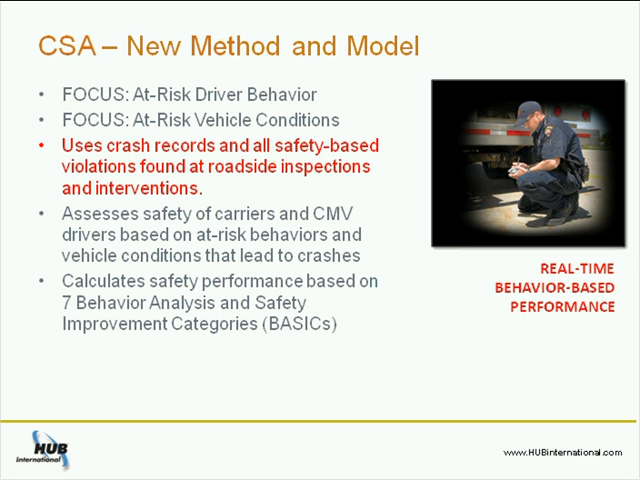 CSA – New Method and Model
• FOCUS: At-Risk Driver Behavior
• FOCUS: At-Risk Vehicle Conditions
• Uses crash records and all safety-based
violations found at roadside inspections
and interventions.
• Assesses safety of carriers and CMV
drivers based on at-risk behaviors and
vehicle conditions that lead to crashes
• Calculates safety performance based on
7 Behavior Analysis and Safety
Improvement Categories (BASICs)
REAL-TIME
BEHAVIOR-BASED
PERFORMANCE
HUB
International
www.HUBinternational.com